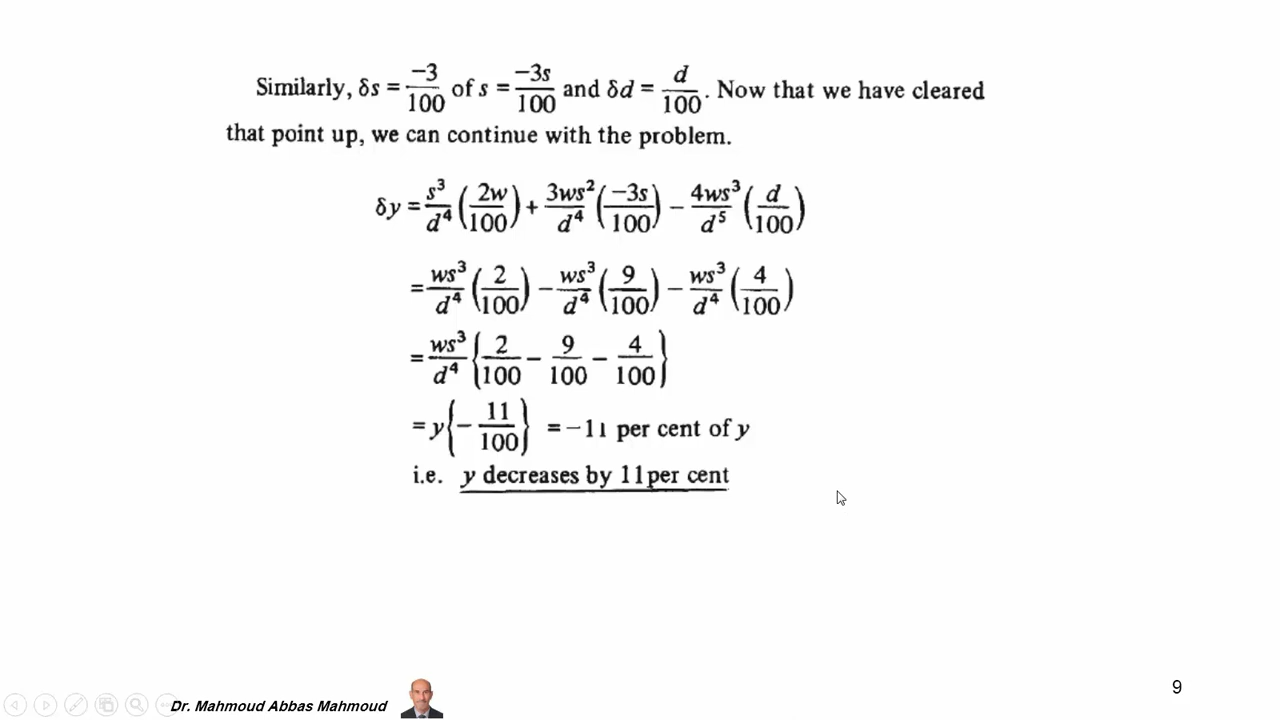 Similarly, δs = -3/100 of s = -3s/100 and δd = d/100. Now that we have cleared
that point up, we can continue with the problem.
δy = s³/d⁴ (2w/100) + 3ws²/d⁴ (-3s/100) − 4ws³/d⁵ (d/100)
= ws³/d⁴ (2/100) − ws³/d⁴ (9/100) − ws³/d⁴ (4/100)
= ws³/d⁴ {2/100 − 9/100 − 4/100}
= y{− 11/100} = −11 per cent of y
i.e. y decreases by 11per cent
9
Dr. Mahmoud Abbas Mahmoud